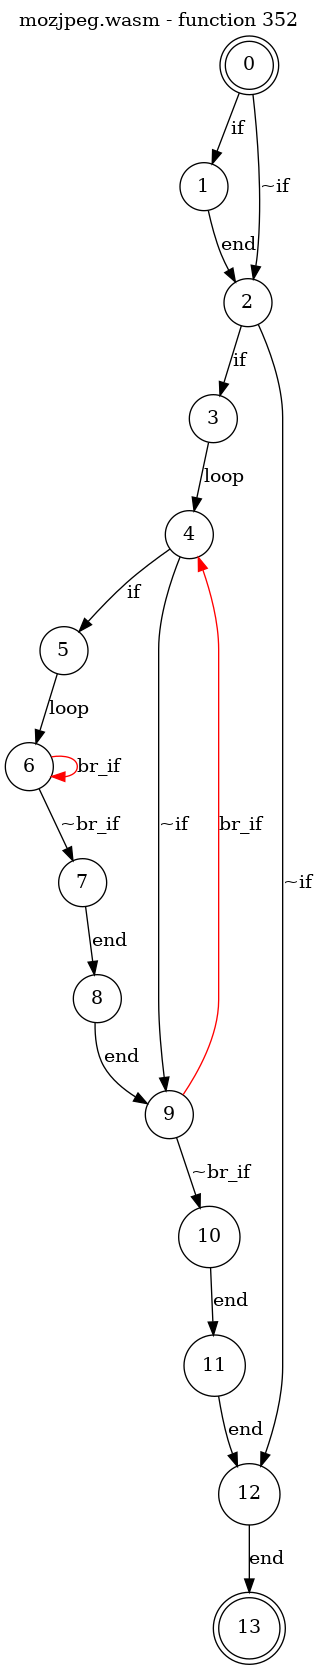 mozjpeg.wasm - function 352
0
if
~if
1
end
2
if
3
loop
4
if
5
loop
6
br_if
~if
br_if
~if
~br_if
7
end
8
end
9
~br_if
10
end
11
end
12
end
13